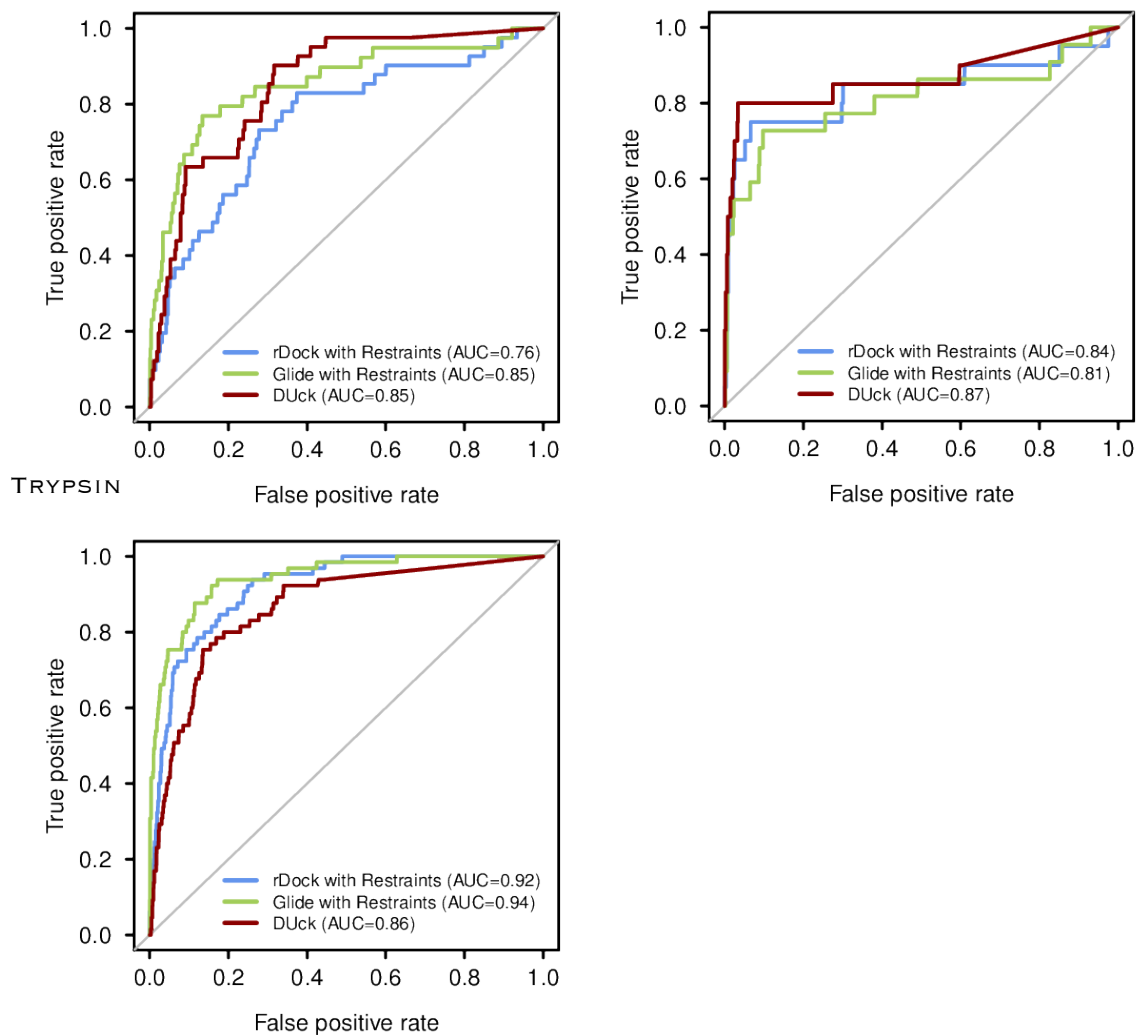 1.0
0.8
0.6
0.4
0.2
0.0
True positive rate
rDock with Restraints (AUC=0.76)
Glide with Restraints (AUC=0.85)
DUck (AUC=0.85)
0.0 0.2 0.4 0.6 0.8 1.0
False positive rate
1.0
0.8
0.6
0.4
0.2
0.0
True positive rate
rDock with Restraints (AUC=0.84)
Glide with Restraints (AUC=0.81)
DUck (AUC=0.87)
0.0 0.2 0.4 0.6 0.8 1.0
False positive rate
TRYPSIN
1.0
0.8
0.6
0.4
0.2
0.0
True positive rate
rDock with Restraints (AUC=0.92)
Glide with Restraints (AUC=0.94)
DUck (AUC=0.86)
0.0 0.2 0.4 0.6 0.8 1.0
False positive rate